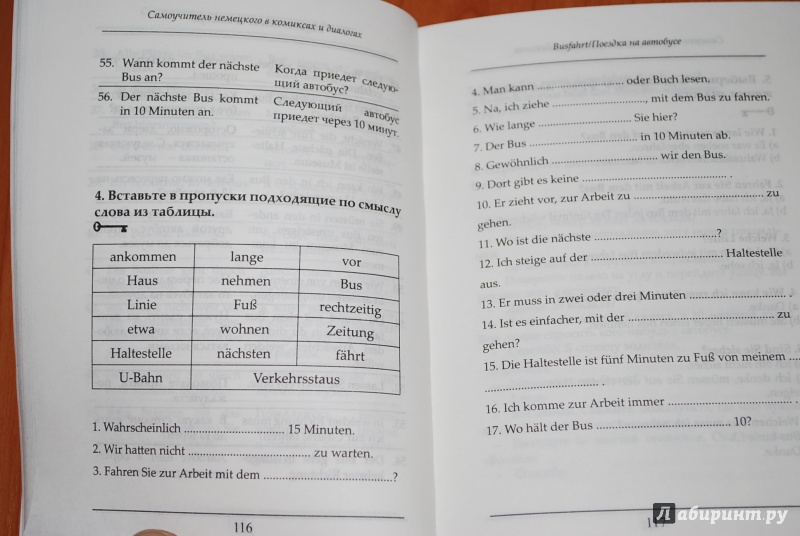 Самоучитель немецкого в комиксах и диалогах
55. Wann kommt der nächste Bus an?
Когда приедет следую-
щий автобус?
56. Der nächste Bus kommt in 10 Minuten an.
Следующий автобус
приедет через 10 минут.
4. Вставьте в пропуски подходящие по смыслу
слова из таблицы.
ankommen lange vor
Haus nehmen Bus
Linie Fuß rechtzeitig
etwa wohnen Zeitung
Haltestelle nächsten fährt
U-Bahn Verkehrsstaus
1. Wahrscheinlich .............................. 15 Minuten.
2. Wir hatten nicht .................................... zu warten.
3. Fahren Sie zur Arbeit mit dem ......................................?
116
Busfahrt/Поездка на автобусе
4. Man kann .......................... oder Buch lesen.
5. Na, ich ziehe ..........................., mit dem Bus zu fahren.
6. Wie lange ............................ Sie hier?
7. Der Bus ............................... in 10 Minuten ab.
8. Gewöhnlich ............................... wir den Bus.
9. Dort gibt es keine ............................................ .
10. Er zieht vor, zur Arbeit zu ...................................... zu
gehen.
11. Wo ist die nächste ....................................?
12. Ich steige auf der ...................................... Haltestelle
aus.
13. Er muss in zwei oder drei Minuten .............................. .
14. Ist es einfacher, mit der ........................................... zu
gehen?
15. Die Haltestelle ist fünf Minuten zu Fuß von meinem ....
.................................... .
16. Ich komme zur Arbeit immer ............................ .
17. Wo hält der Bus .................................. 10?
Лабиринт.ру